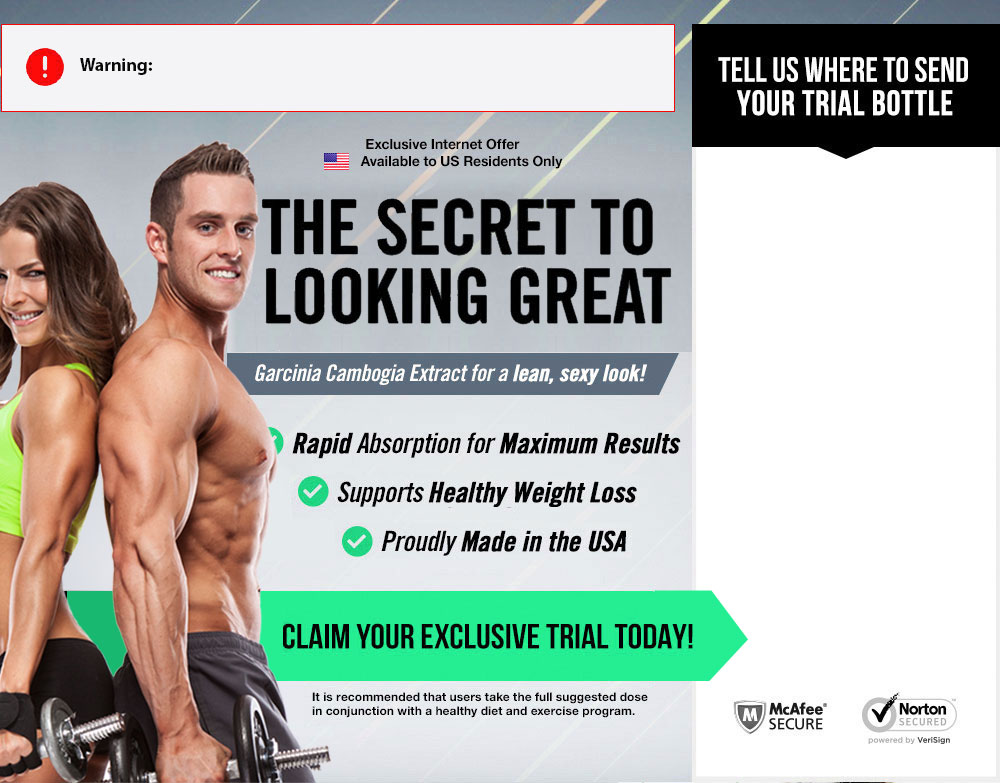 Warning:
TELL US WHERE TO SEND
YOUR TRIAL BOTTLE
Exclusive Internet Offer
Available to US Residents Only
THE SECRET TO
LOOKING GREAT
Garcinia Cambogia Extract for a lean, sexy look!
Rapid Absorption for Maximum Results
Supports Healthy Weight Loss
Proudly Made in the USA
CLAIM YOUR EXCLUSIVE TRIAL TODAY!
It is recommended that users take the full suggested dose
in conjunction with a healthy diet and exercise program.
McAfee®
SECURE
Norton™
SECURED
powered by VeriSign